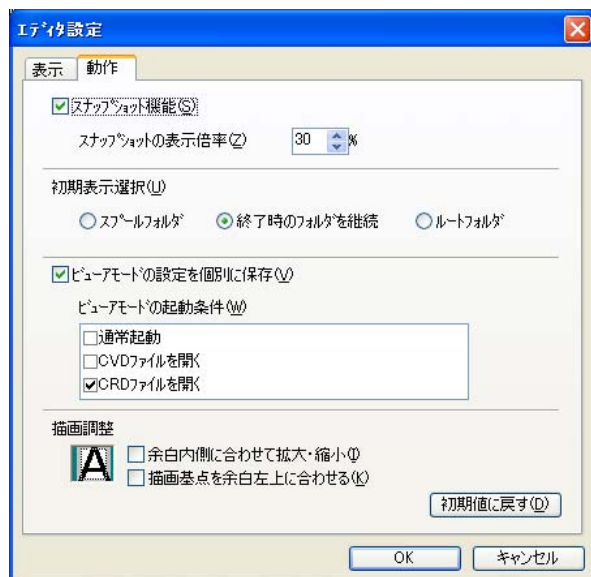 ｴﾃﾞｨﾀ設定
表示 動作
ｽﾅｯﾌﾟｼｮｯﾄ機能(S)
ｽﾅｯﾌﾟｼｮｯﾄの表示倍率(Z) 30 %
初期表示選択(U)
ｽﾌﾟｰﾙﾌｫﾙﾀﾞ 終了時のﾌｫﾙﾀﾞを継続 ﾙｰﾄﾌｫﾙﾀﾞ
ﾋﾞｭｰｱﾓｰﾄﾞの設定を個別に保存(V)
ﾋﾞｭｰｱﾓｰﾄﾞの起動条件(W)
通常起動
CVDﾌｧｲﾙを開く
CRDﾌｧｲﾙを開く
描画調整
A 余白内側に合わせて拡大･縮小(I)
描画基点を余白左上に合わせる(K)
初期値に戻す(D)
OK キャンセル